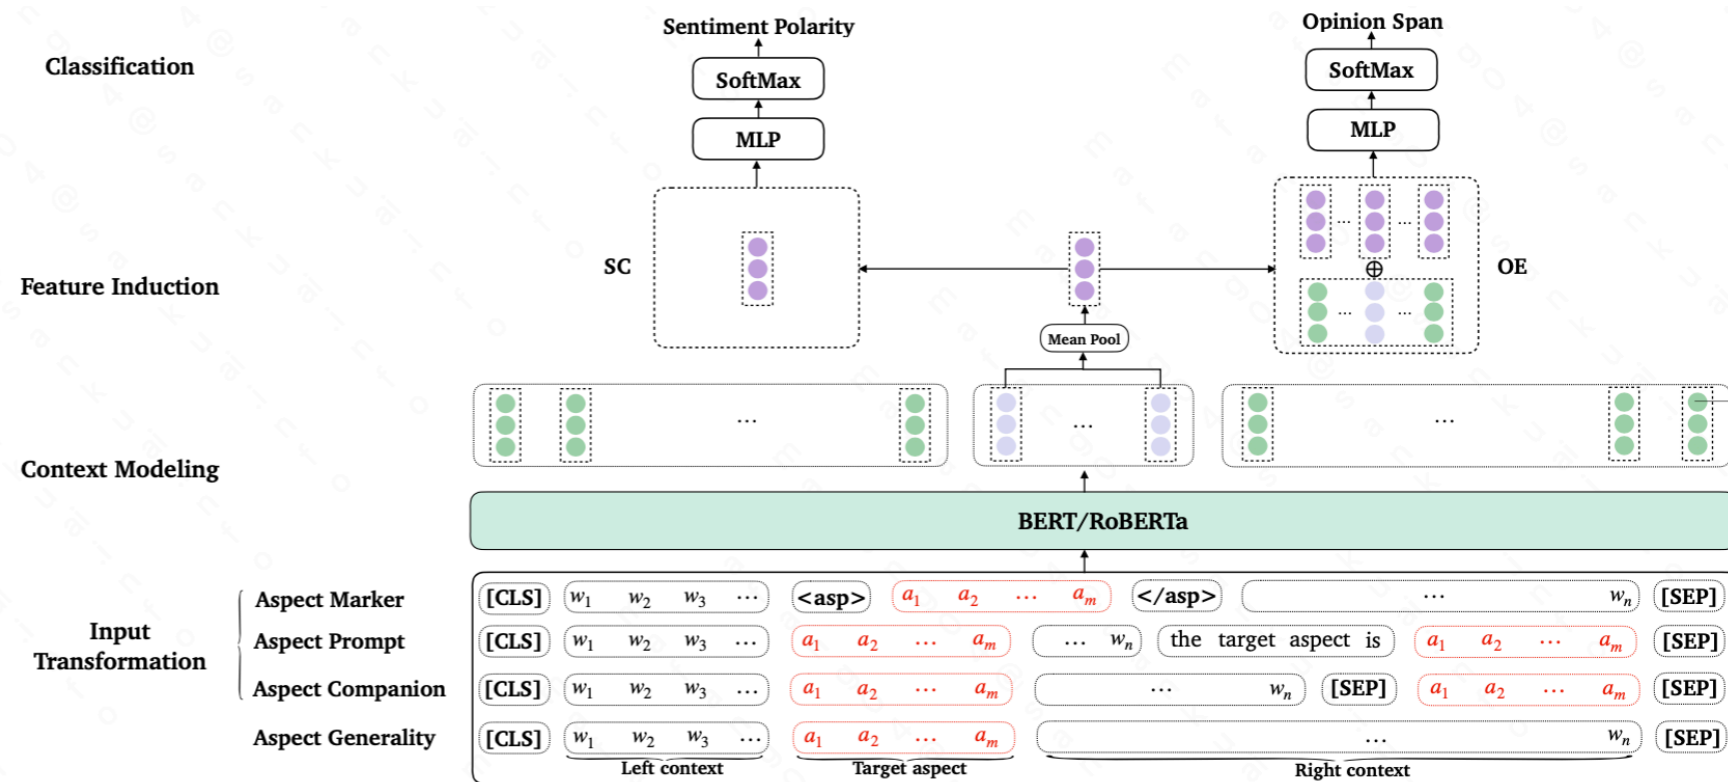 Sentiment Polarity
Opinion Span
Classification
SoftMax
SoftMax
MLP
MLP
SC
OE
... ...
⊕
Feature Induction
... ...
Mean Pool
... ... ...
Context Modeling
BERT/RoBERTa
Input Transformation
Aspect Marker [CLS] w1 w2 w3 ... <asp> a1 a2 ... am </asp> ... wn [SEP]
Aspect Prompt [CLS] w1 w2 w3 ... a1 a2 ... am ... wn the target aspect is a1 a2 ... am [SEP]
Aspect Companion [CLS] w1 w2 w3 ... a1 a2 ... am ... wn [SEP] a1 a2 ... am [SEP]
Aspect Generality [CLS] w1 w2 w3 ... a1 a2 ... am ... wn [SEP]
Left context Target aspect Right context